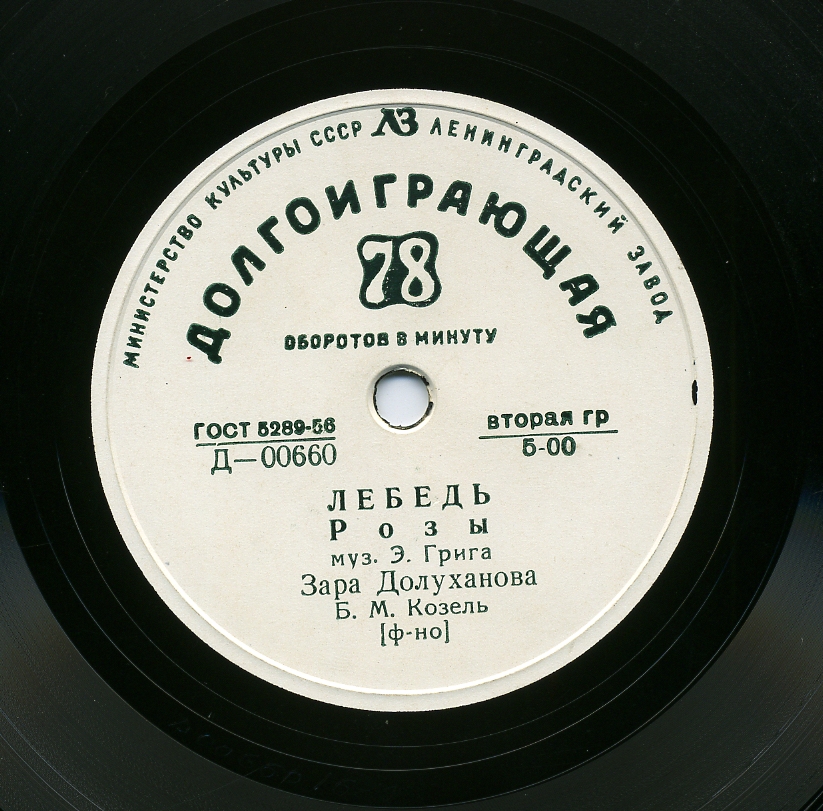 МИНИСТЕРСТВО КУЛЬТУРЫ СССР ЛЗ ЛЕНИНГРАДСКИЙ ЗАВОД
ДОЛГОИГРАЮЩАЯ
78
ОБОРОТОВ В МИНУТУ
ГОСТ 5289-56
Д—00660
вторая гр
5-00
ЛЕБЕДЬ
Розы
муз. Э. Грига
Зара Долуханова
Б. М. Козель
[ф-но]